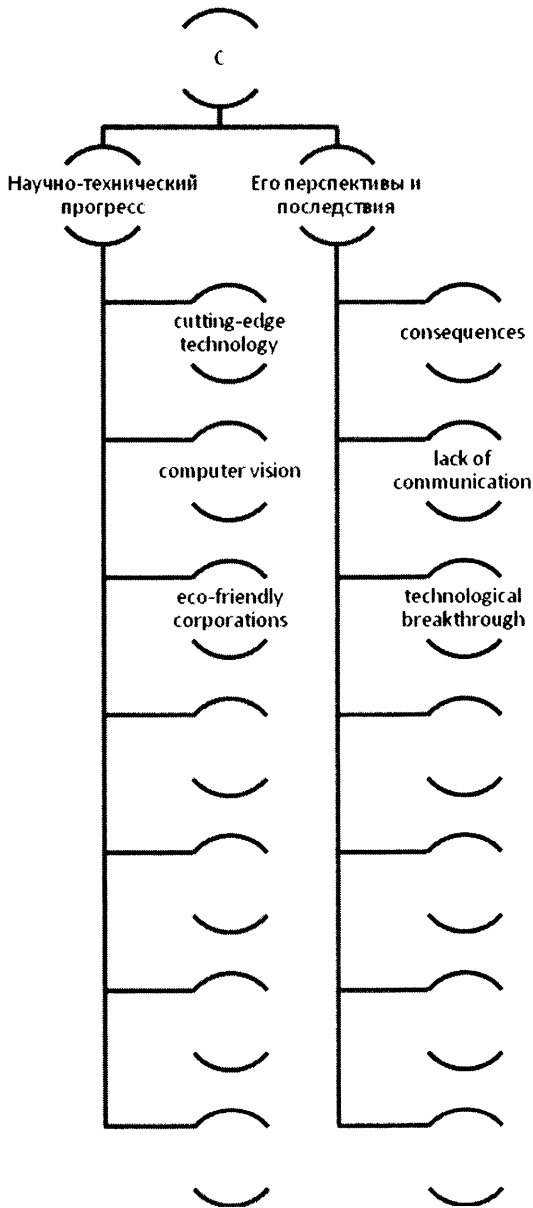 С
Научно-технический
прогресс
Его перспективы и
последствия
cutting-edge
technology
consequences
computer vision
lack of
communication
eco-friendly
corporations
technological
breakthrough